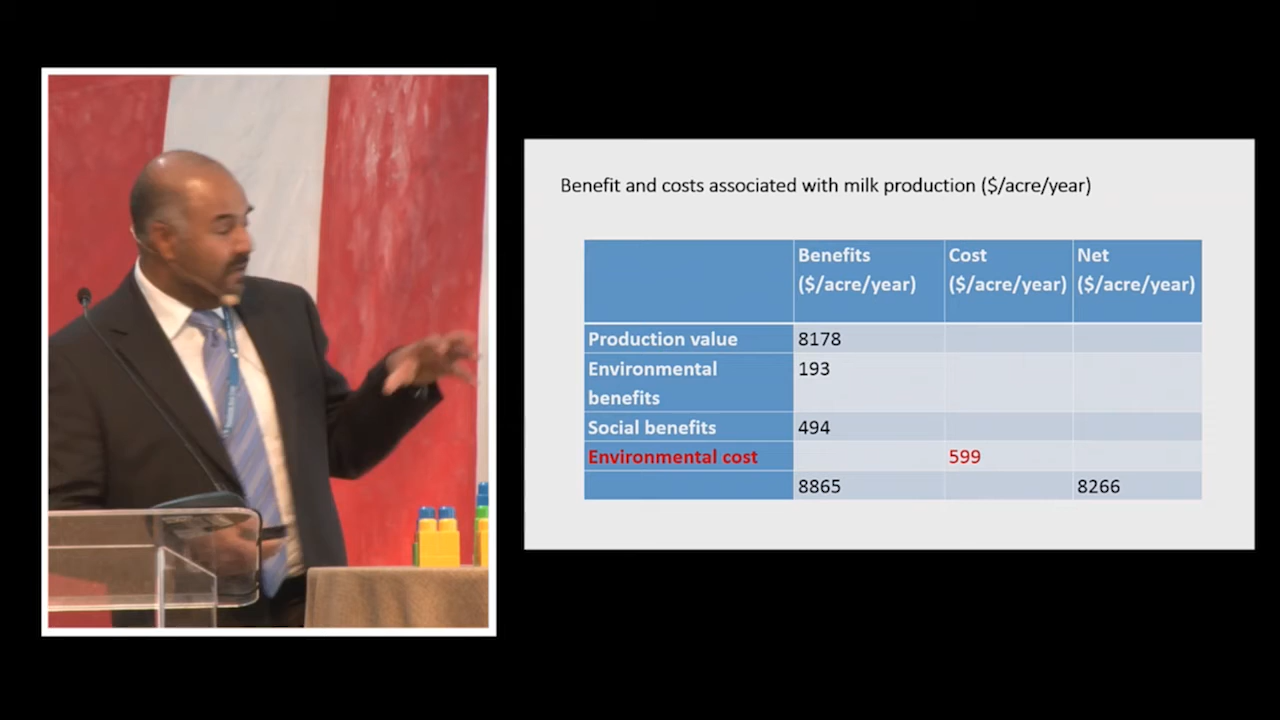 Benefit and costs associated with milk production ($/acre/year)
Benefits Cost Net
($/acre/year) ($/acre/year) ($/acre/year)
Production value 8178
Environmental 193
benefits
Social benefits 494
Environmental cost 599
8865 8266